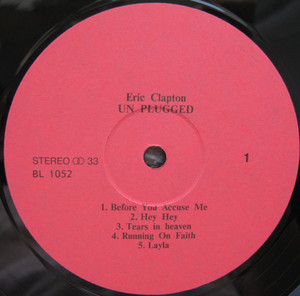 Eric Clapton
UN PLUGGED
STEREO ⓄⓄ 33
1
BL 1052
1. Before You Accuse Me
2. Hey Hey
3. Tears in heaven
4. Running On Faith
5. Layla